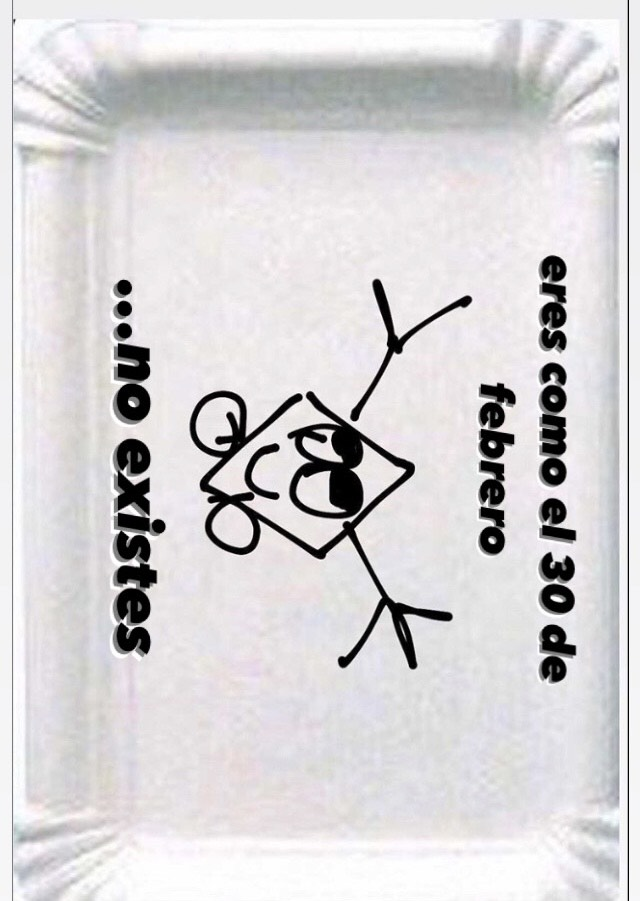 eres como el 30 de
febrero
...no existes